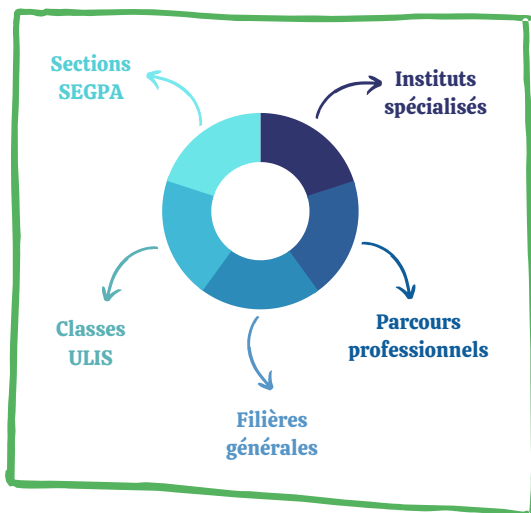 Sections
SEGPA
Instituts
spécialisés
Classes
ULIS
Parcours
professionnels
Filières
générales